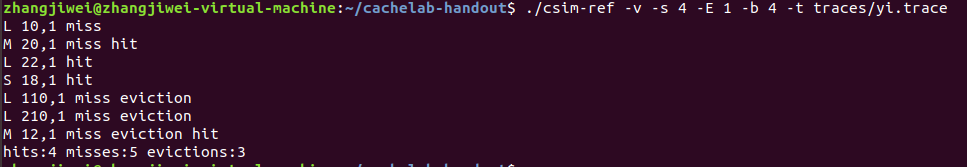 zhangjiwei@zhangjiwei-virtual-machine:~/cachelab-handout$ ./csim-ref -v -s 4 -E 1 -b 4 -t traces/yi.trace
L 10,1 miss
M 20,1 miss hit
L 22,1 hit
S 18,1 hit
L 110,1 miss eviction
L 210,1 miss eviction
M 12,1 miss eviction hit
hits:4 misses:5 evictions:3